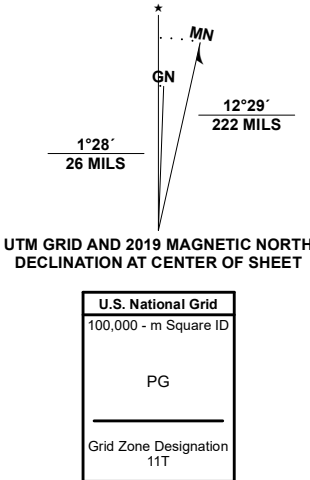 ★
MN
GN
12°29´
222 MILS
1°28´
26 MILS
UTM GRID AND 2019 MAGNETIC NORTH
DECLINATION AT CENTER OF SHEET
U.S. National Grid
100,000 - m Square ID
PG
Grid Zone Designation
11T